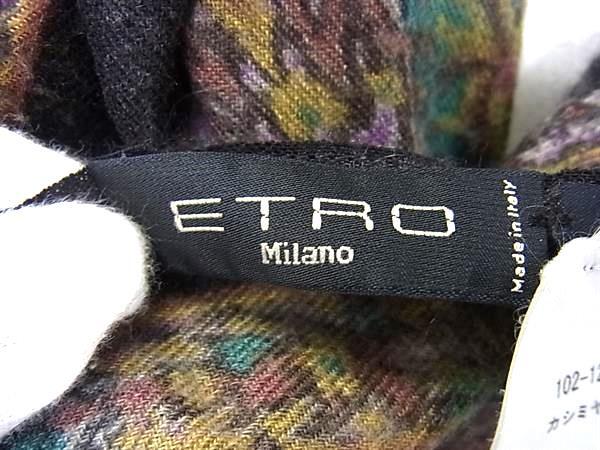 ETRO
Milano
Made in Italy
102-12
カシミヤ